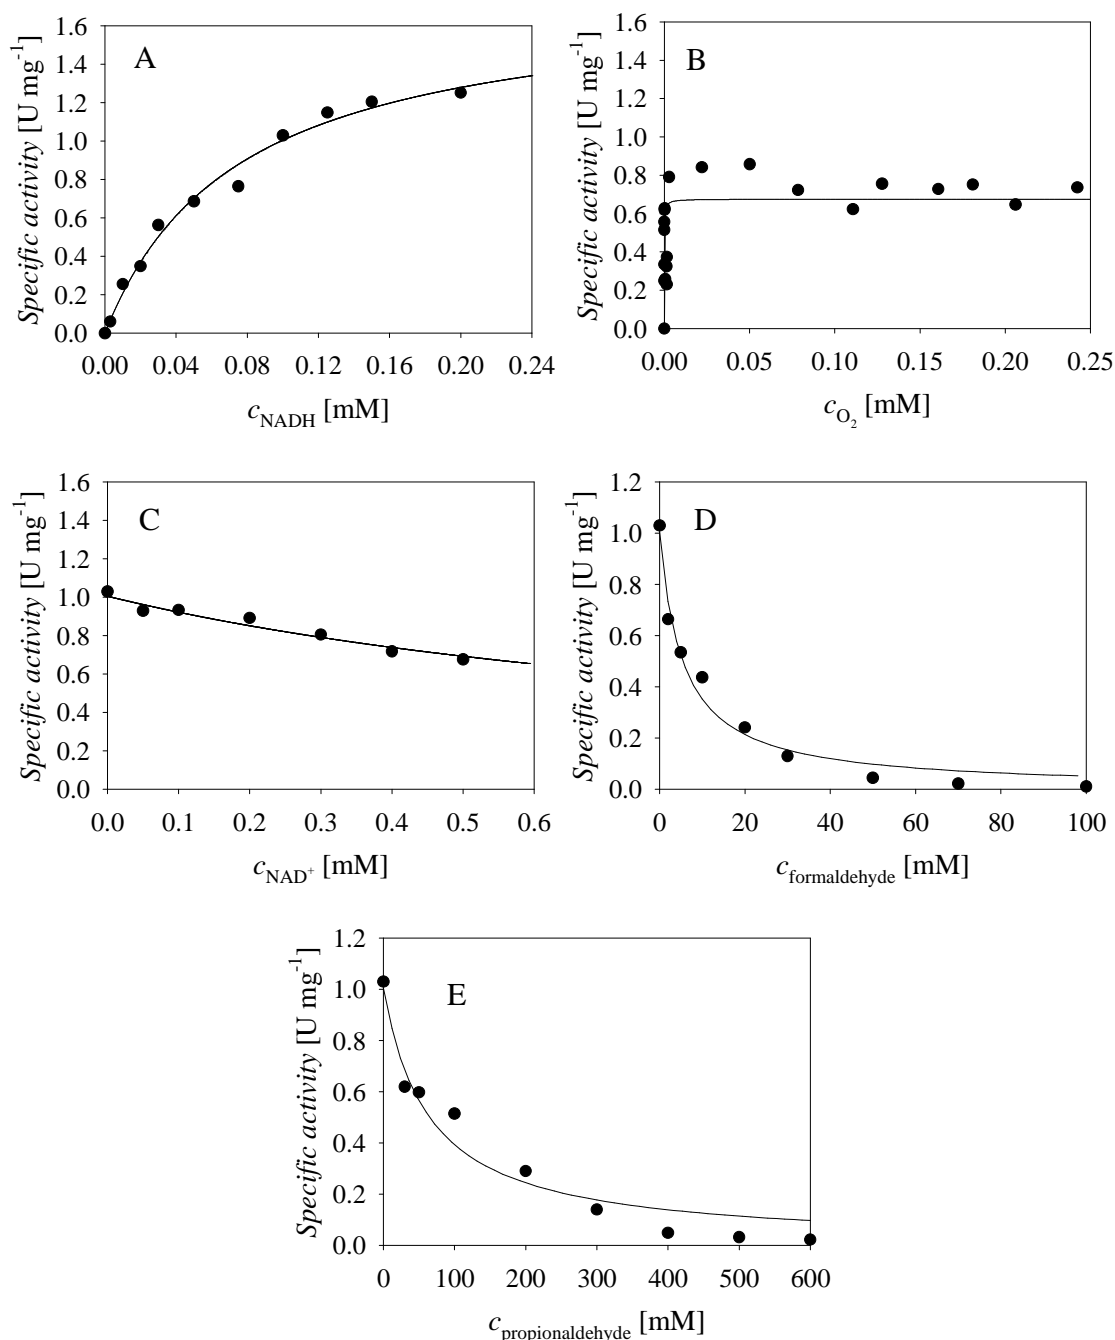 A
Specific activity [U mg-1]
1.6
1.4
1.2
1.0
0.8
0.6
0.4
0.2
0.0
0.00 0.04 0.08 0.12 0.16 0.20 0.24
cNADH [mM]
B
Specific activity [U mg-1]
1.6
1.4
1.2
1.0
0.8
0.6
0.4
0.2
0.0
0.00 0.05 0.10 0.15 0.20 0.25
cO2 [mM]
C
Specific activity [U mg-1]
1.6
1.4
1.2
1.0
0.8
0.6
0.4
0.2
0.0
0.0 0.1 0.2 0.3 0.4 0.5 0.6
cNAD+ [mM]
D
Specific activity [U mg-1]
1.2
1.0
0.8
0.6
0.4
0.2
0.0
0 20 40 60 80 100
cformaldehyde [mM]
E
Specific activity [U mg-1]
1.2
1.0
0.8
0.6
0.4
0.2
0.0
0 100 200 300 400 500 600
cpropionaldehyde [mM]